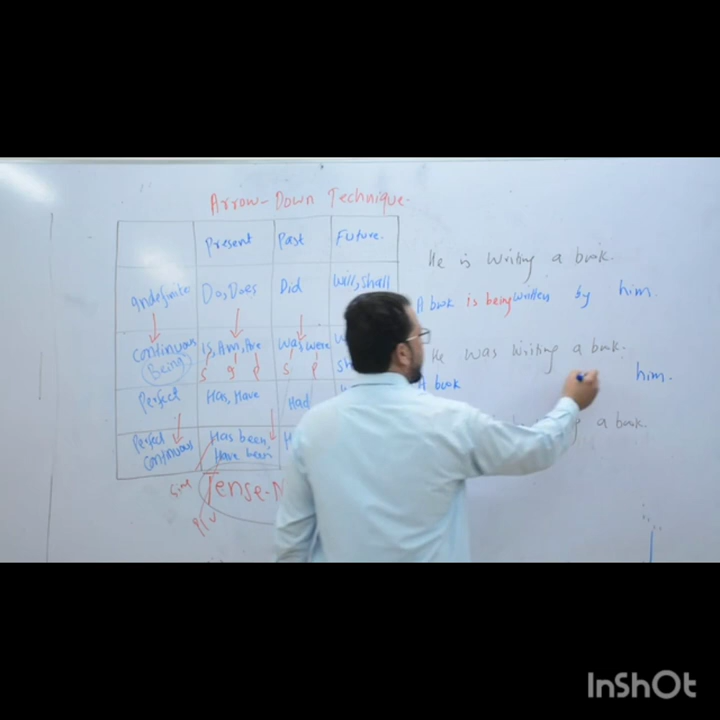 Arrow-Down Technique
Present Past Future
indefinite Do, Does Did will, shall
continuous Is, Am, Are was were
Being
S I P S P
Perfect Has, Have Had
Perfect continuous Has been, Have been
Sing
Tense-
He is writing a book.
A book is being written by him.
He was writing a book.
A book him.
a book.
InShOt